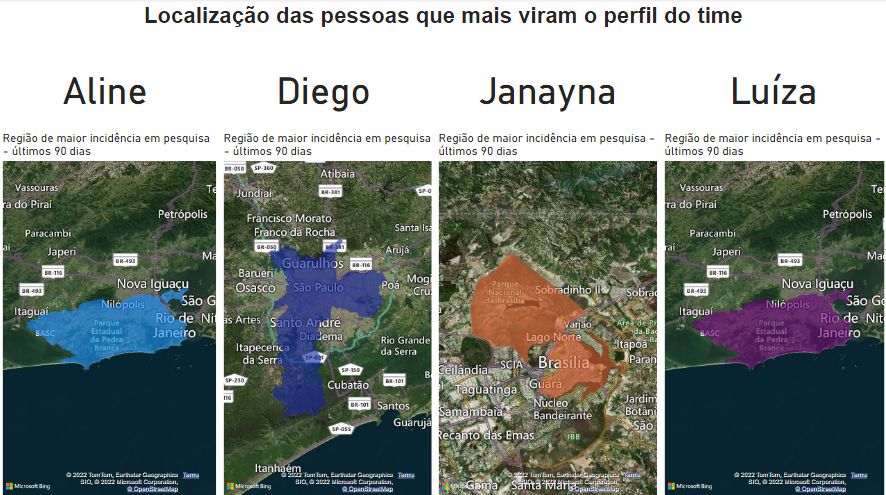 Localização das pessoas que mais viram o perfil do time
Aline
Região de maior incidência em pesquisa
- últimos 90 dias
Vassouras
Petrópolis
Paracambi
Japeri
BR-493
BR-116
Nova Iguaçu
BR-493
Nilópolis
São G
Itaguaí
Rio de
Nit
Janeiro
BASC
Parque
Estadual
da Pedra
Branca
Microsoft Bing
© 2022 TomTom, Earthstar Geographics
SIO, © 2022 Microsoft Corporation,
© OpenStreetMap
Terms
Diego
Região de maior incidência em pesquisa
- últimos 90 dias
BR-050
SP-360
Atibaia
Jundiaí
BR-381
SP-0
Francisco Morato
Franco da Rocha
Santa Is
BR-050
BR-381
Arujá
Guarulhos
BR-116
Barueri
Osasco
São Paulo
Poá
Mogi
Cruz
as Artes
Santo André
Diadema
Rio Grande
da Serra
Itapecerica
da Serra
SP-150
SP-230
Cubatão
BR-101
116
BR-101
Santos
SP-055
Guarujá
Itanhaém
Microsoft Bing
© 2022 TomTom, Earthstar Geographics
SIO, © 2022 Microsoft Corporation,
© OpenStreetMap
Terms
Janayna
Região de maior incidência em pesquisa -
últimos 90 dias
Parque
Nacional
de Brasília
Sobradinho II
Sobrad
Varjão
Área de Pr
Lago Norte
Itapoã
Paran
Brasília
Ceilândia
SCIA
Guará
Taguatinga
Núcleo
Bandeirante
Samambaia
Jardim
Botâni
São
Recanto das Emas
IBB
Gama
Santa Maria
Microsoft Bing
© 2022 TomTom, Earthstar Geographics
SIO, © 2022 Microsoft Corporation,
© OpenStreetMap
Terms
Luíza
Região de maior incidência em pesquisa -
últimos 90 dias
Vassouras
ra do Piraí
Petrópolis
Paracambi
Japeri
BR-493
BR-116
Nova Iguaçu
BR-493
Nilópolis
São Go
Itaguaí
Rio de
Nite
Janeiro
BASC
Parque
Estadual
da Pedra
Branca
Microsoft Bing
© 2022 TomTom, Earthstar Geographics
SIO, © 2022 Microsoft Corporation,
© OpenStreetMap
Terms